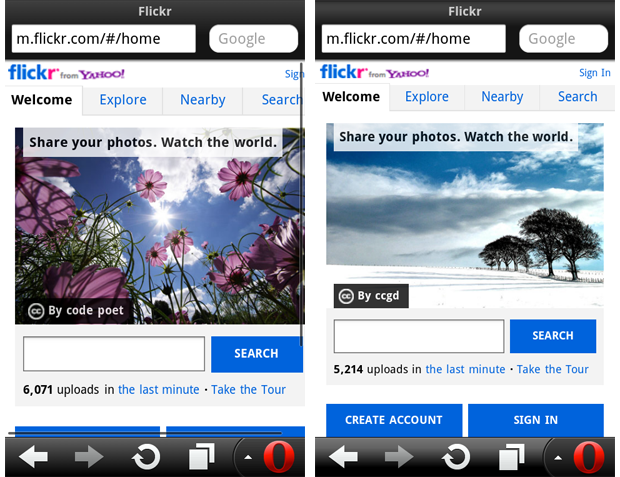 Flickr
m.flickr.com/#/home
Google
flickr from YAHOO!
Sign
Welcome
Explore
Nearby
Search
Share your photos. Watch the world.
cc By code poet
SEARCH
6,071 uploads in the last minute · Take the Tour
Flickr
m.flickr.com/#/home
Google
flickr from YAHOO!
Sign In
Welcome
Explore
Nearby
Search
Share your photos. Watch the world.
cc By ccgd
SEARCH
5,214 uploads in the last minute · Take the Tour
CREATE ACCOUNT
SIGN IN